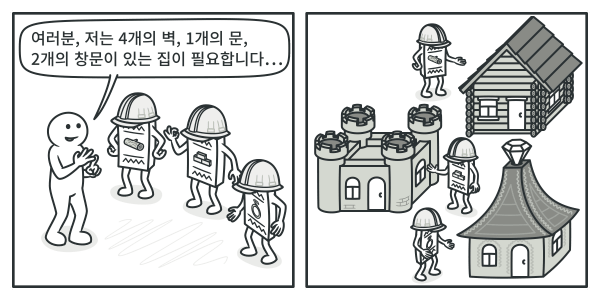 여러분, 저는 4개의 벽, 1개의 문,
2개의 창문이 있는 집이 필요합니다...